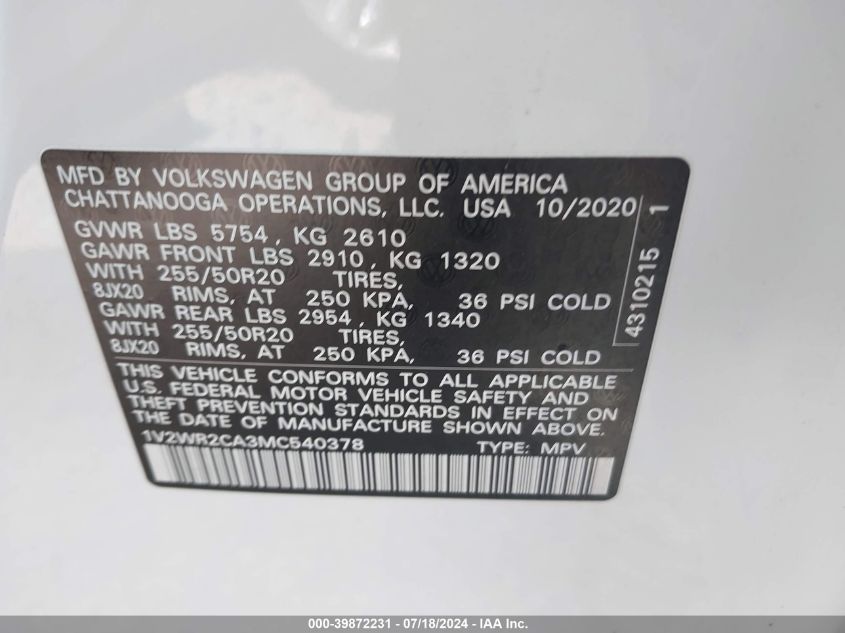 MFD BY VOLKSWAGEN GROUP OF AMERICA
CHATTANOOGA OPERATIONS, LLC. USA 10/2020
GVWR LBS 5754, KG 2610
GAWR FRONT LBS 2910, KG 1320
WITH 255/50R20 TIRES,
8JX20 RIMS, AT 250 KPA, 36 PSI COLD
GAWR REAR LBS 2954, KG 1340
WITH 255/50R20 TIRES,
8JX20 RIMS, AT 250 KPA, 36 PSI COLD
THIS VEHICLE CONFORMS TO ALL APPLICABLE
U.S. FEDERAL MOTOR VEHICLE SAFETY AND
THEFT PREVENTION STANDARDS IN EFFECT ON
THE DATE OF MANUFACTURE SHOWN ABOVE.
1V2WR2CA3MC540378 TYPE: MPV
4310215 1
000-39872231 - 07/18/2024 - IAA Inc.